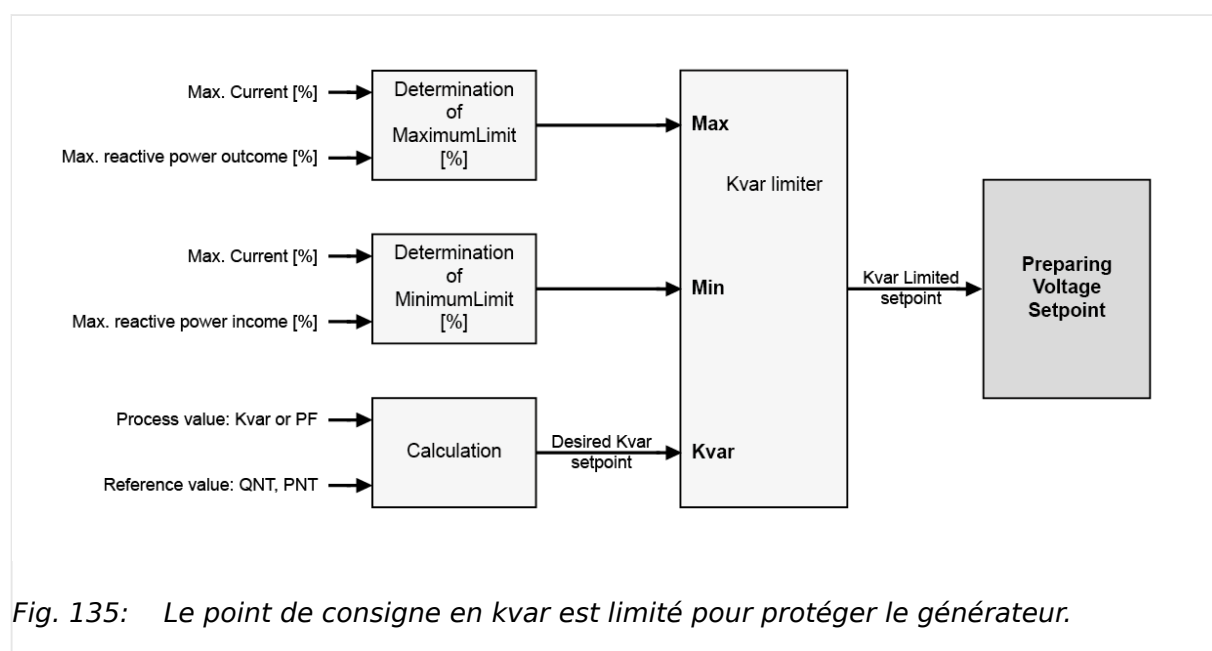 Max. Current [%]
Max. reactive power outcome [%]
Determination
of
MaximumLimit
[%]
Max. Current [%]
Max. reactive power income [%]
Determination
of
MinimumLimit
[%]
Process value: Kvar or PF
Reference value: QNT, PNT
Calculation
Desired Kvar
setpoint
Max
Kvar limiter
Min
Kvar
Kvar Limited
setpoint
Preparing
Voltage
Setpoint
Fig. 135: Le point de consigne en kvar est limité pour protéger le générateur.